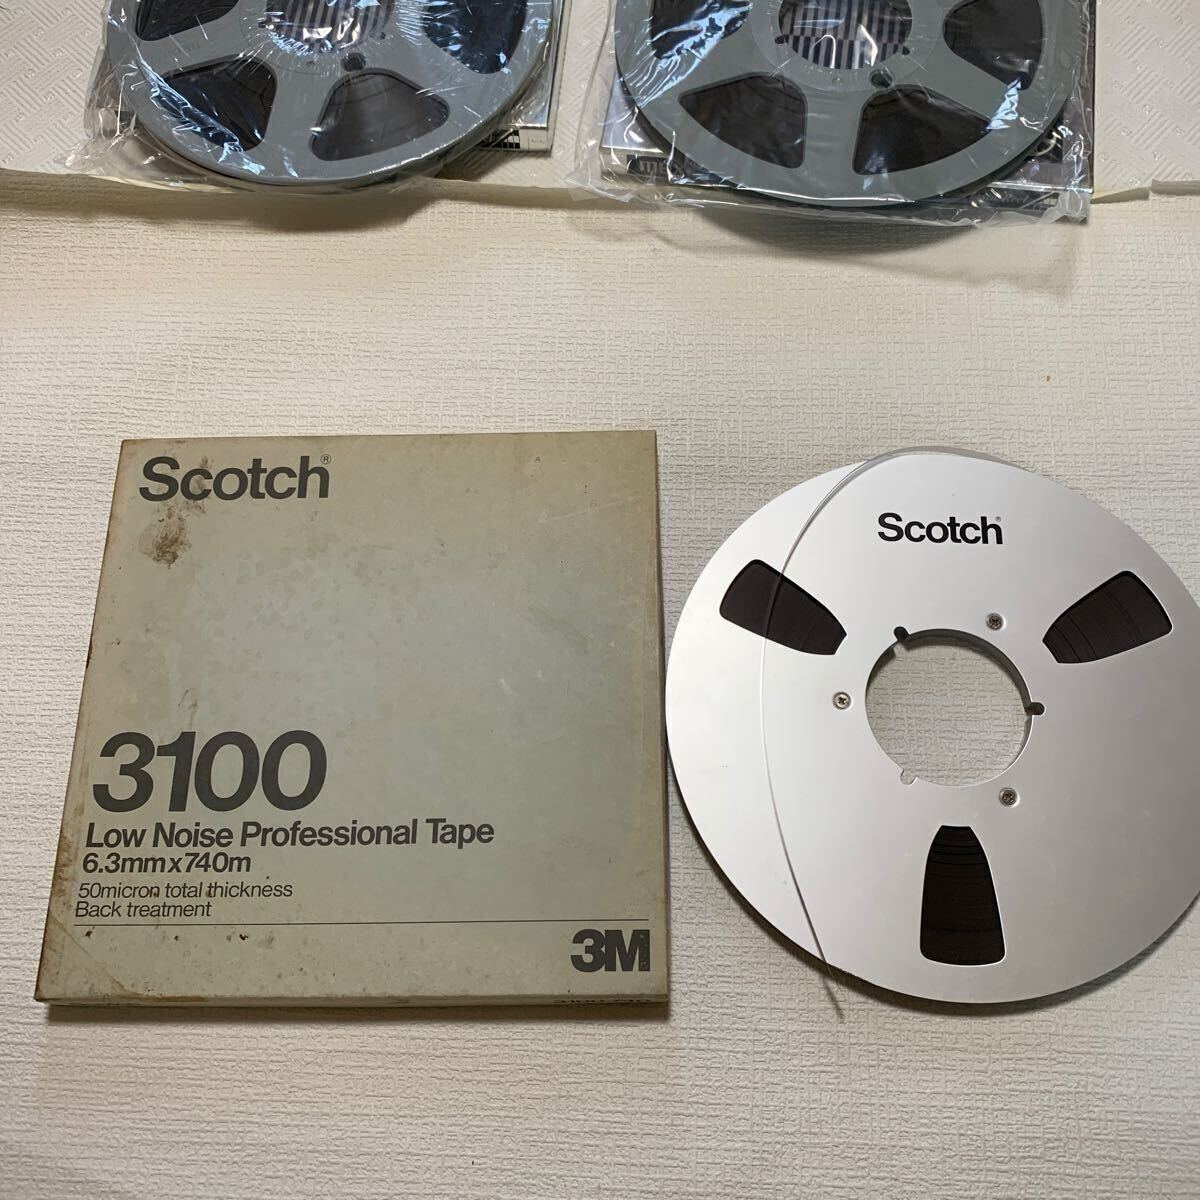 Scotch®
3100
Low Noise Professional Tape
6.3mm x 740m
50micron total thickness
Back treatment
3M
Scotch®